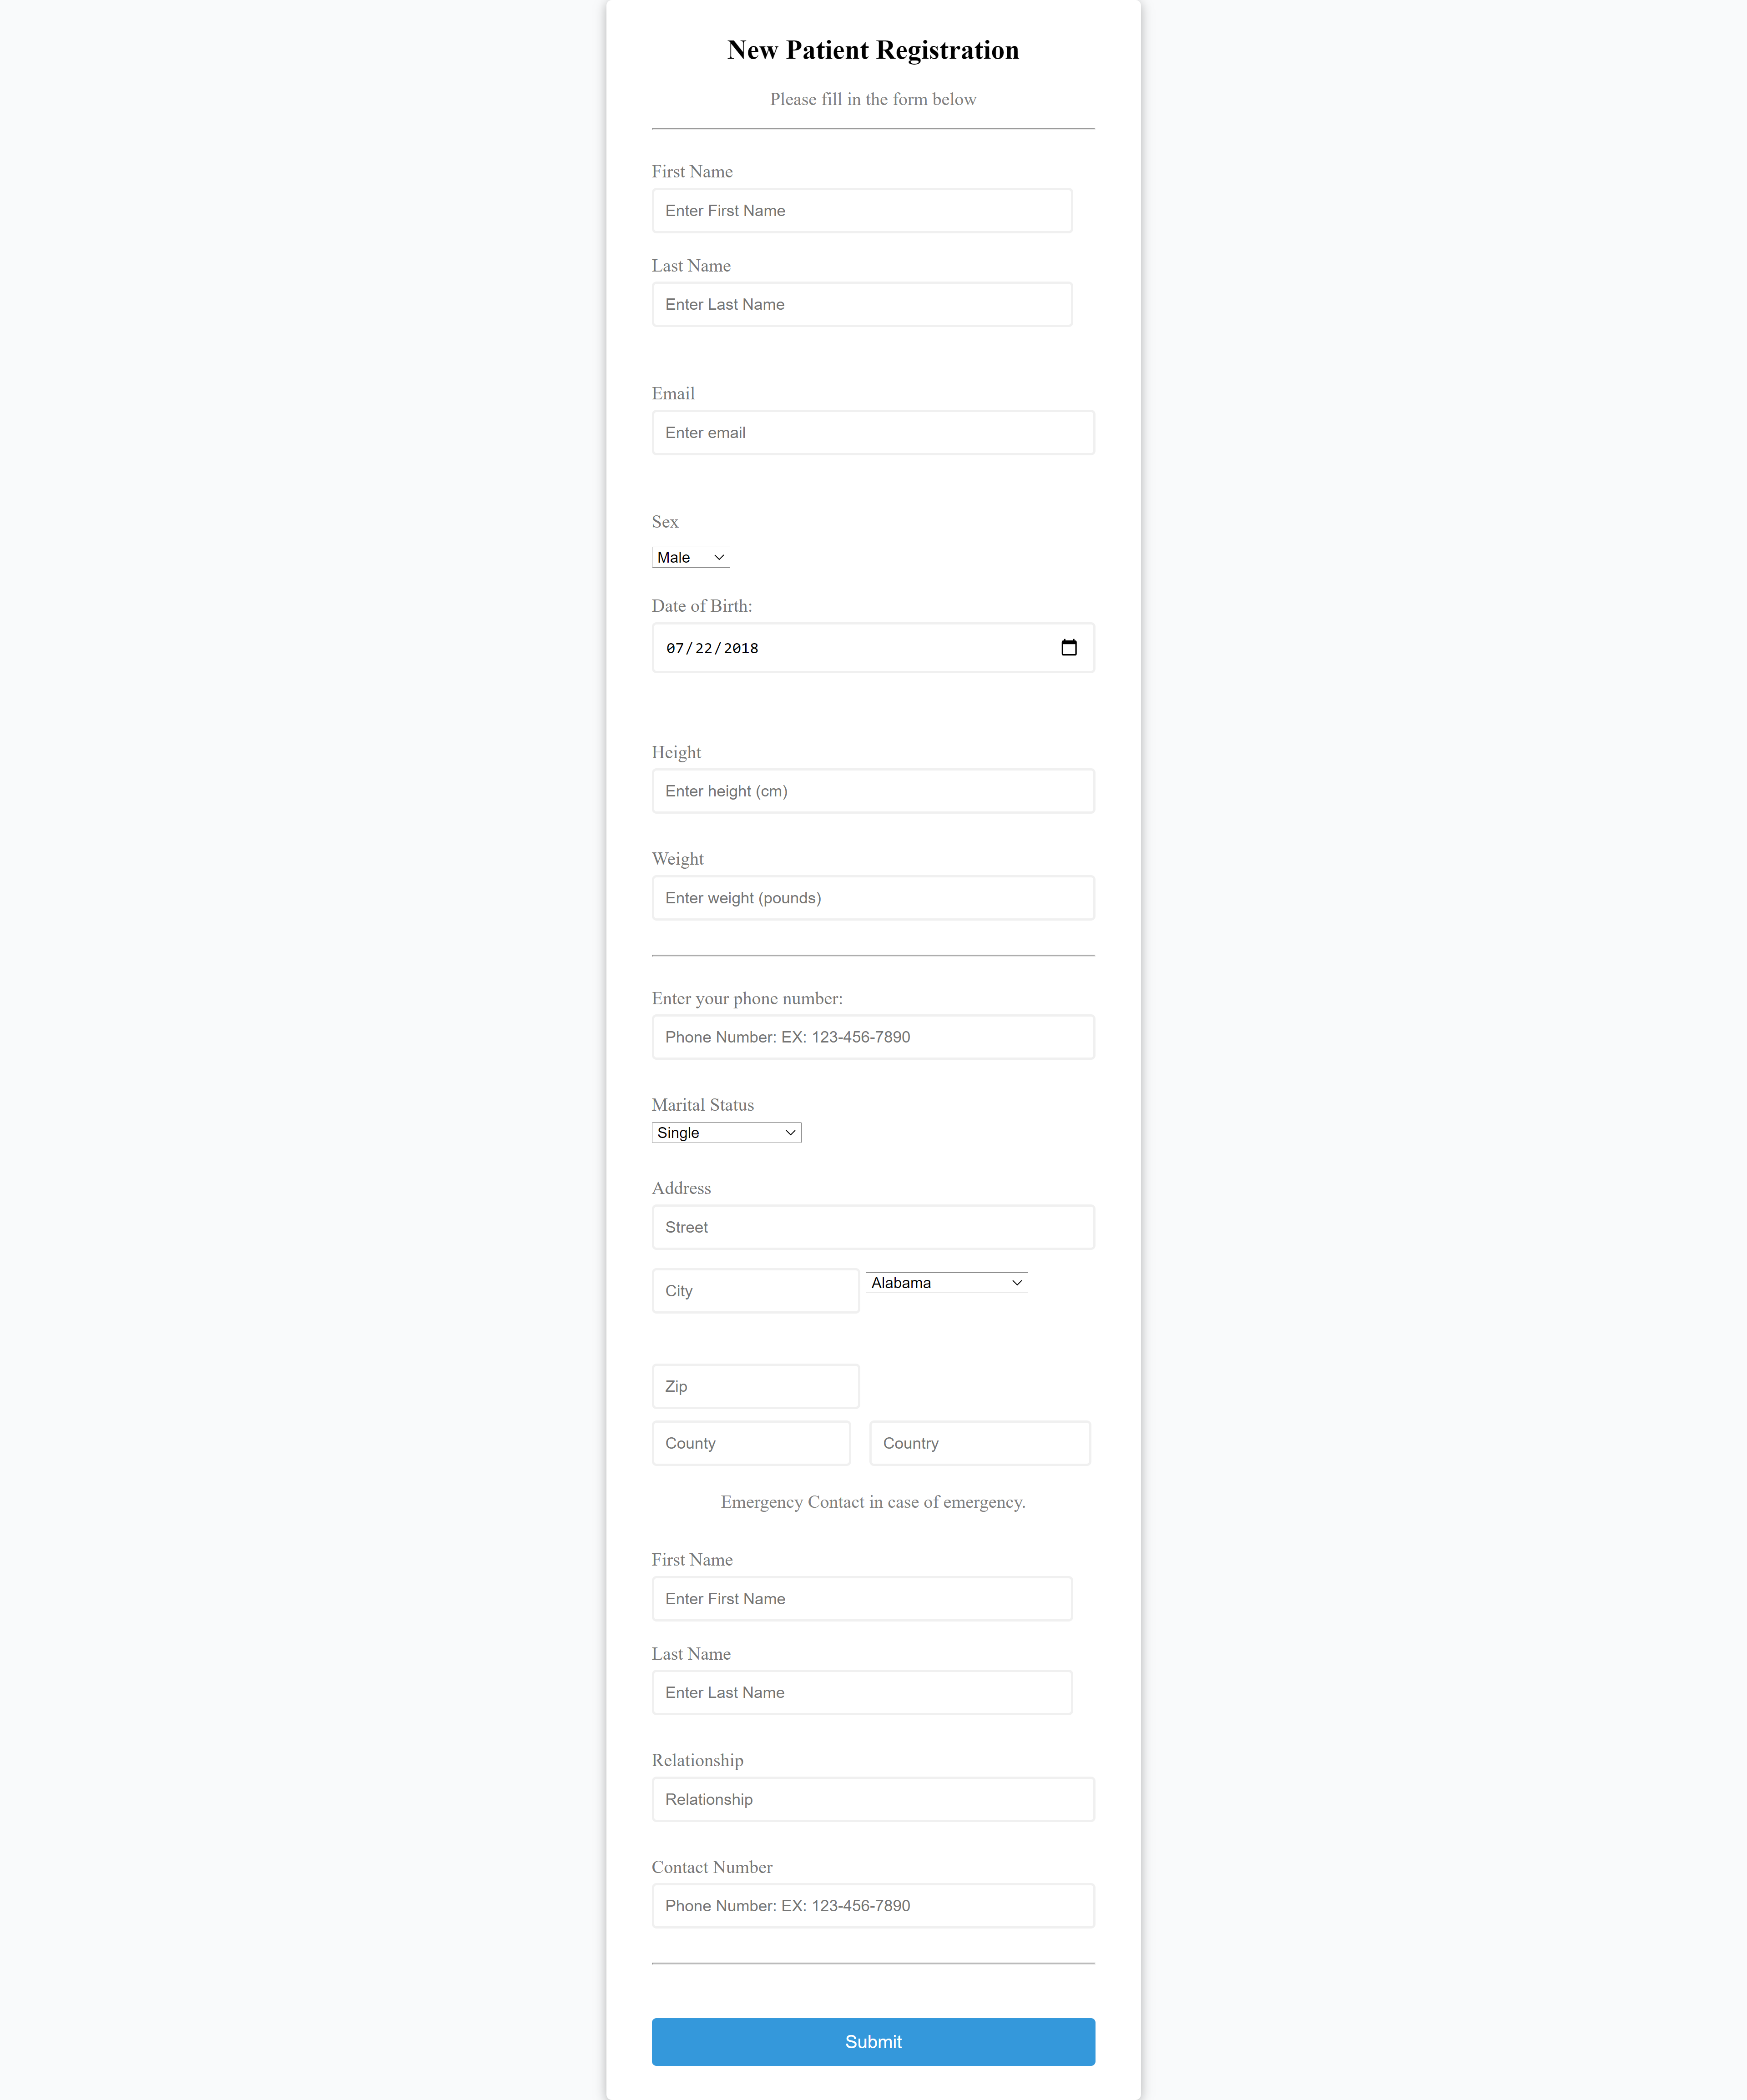 New Patient Registration
Please fill in the form below
First Name
Enter First Name
Last Name
Enter Last Name
Email
Enter email
Sex
Male
Date of Birth:
07/22/2018
Height
Enter height (cm)
Weight
Enter weight (pounds)
Enter your phone number:
Phone Number: EX: 123-456-7890
Marital Status
Single
Address
Street
City Alabama
Zip
County Country
Emergency Contact in case of emergency.
First Name
Enter First Name
Last Name
Enter Last Name
Relationship
Relationship
Contact Number
Phone Number: EX: 123-456-7890
Submit